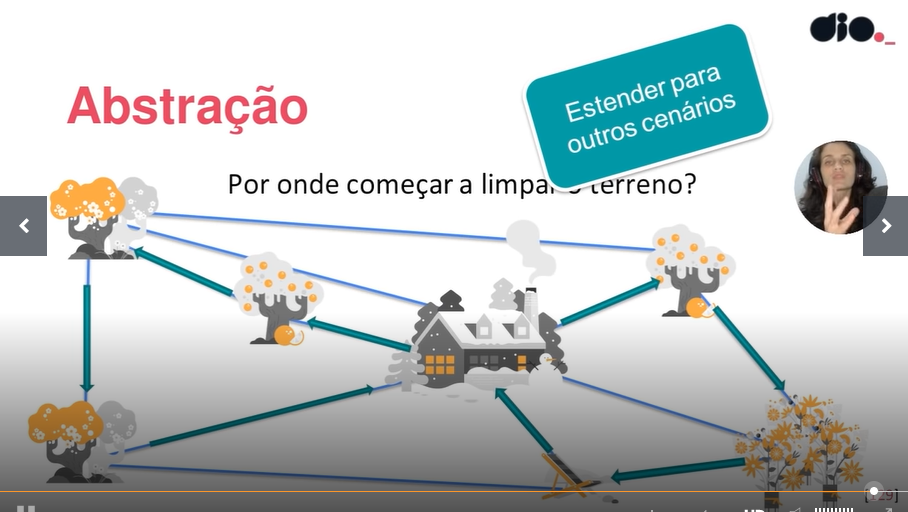 dio._
Abstração
Estender para
outros cenários
Por onde começar a limpar o terreno?